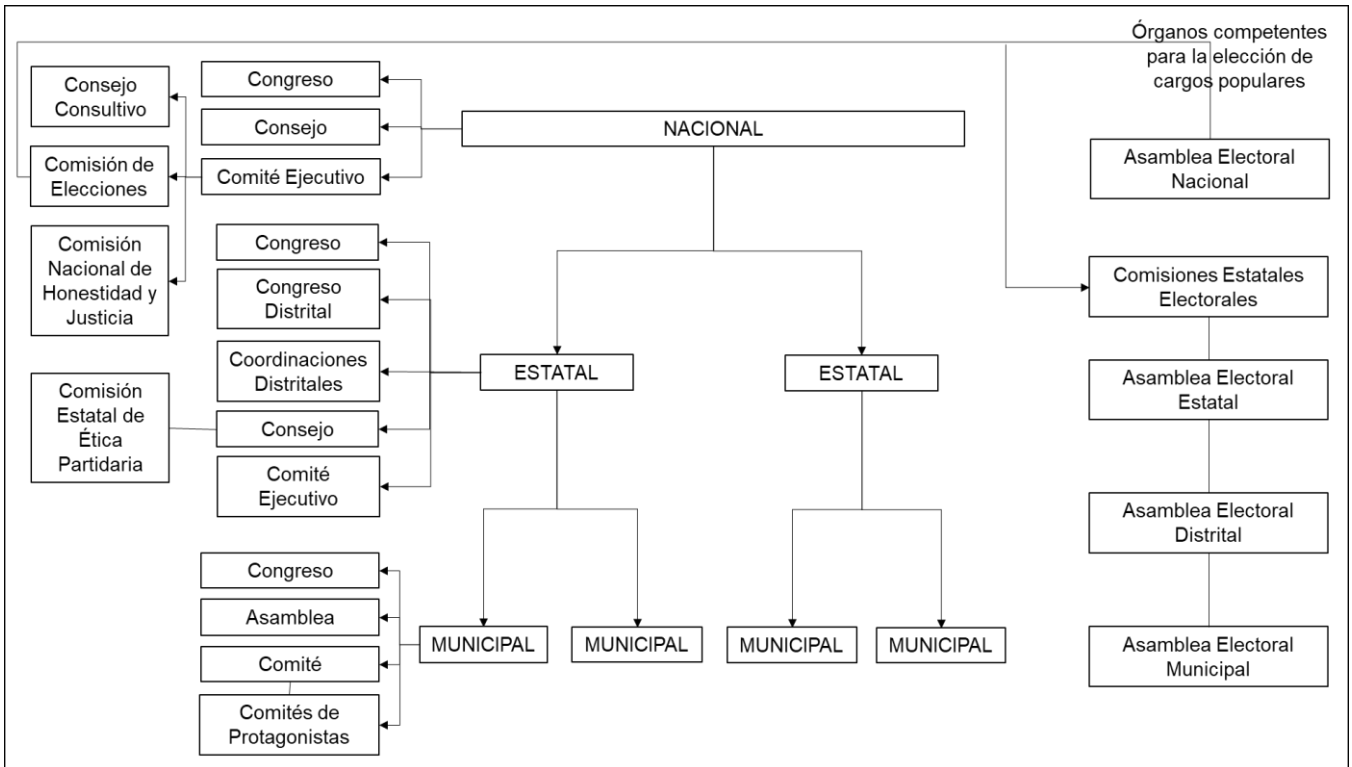 Órganos competentes
para la elección de
cargos populares
Consejo
Consultivo
Congreso
Consejo
NACIONAL
Comisión de
Elecciones
Comité Ejecutivo
Asamblea Electoral
Nacional
Comisión
Nacional de
Honestidad y
Justicia
Congreso
Congreso
Distrital
Comisiones Estatales
Electorales
Coordinaciones
Distritales
ESTATAL
ESTATAL
Asamblea Electoral
Estatal
Comisión
Estatal de
Ética
Partidaria
Consejo
Comité
Ejecutivo
Asamblea Electoral
Distrital
Congreso
Asamblea
MUNICIPAL
MUNICIPAL
MUNICIPAL
MUNICIPAL
Asamblea Electoral
Municipal
Comité
Comités de
Protagonistas